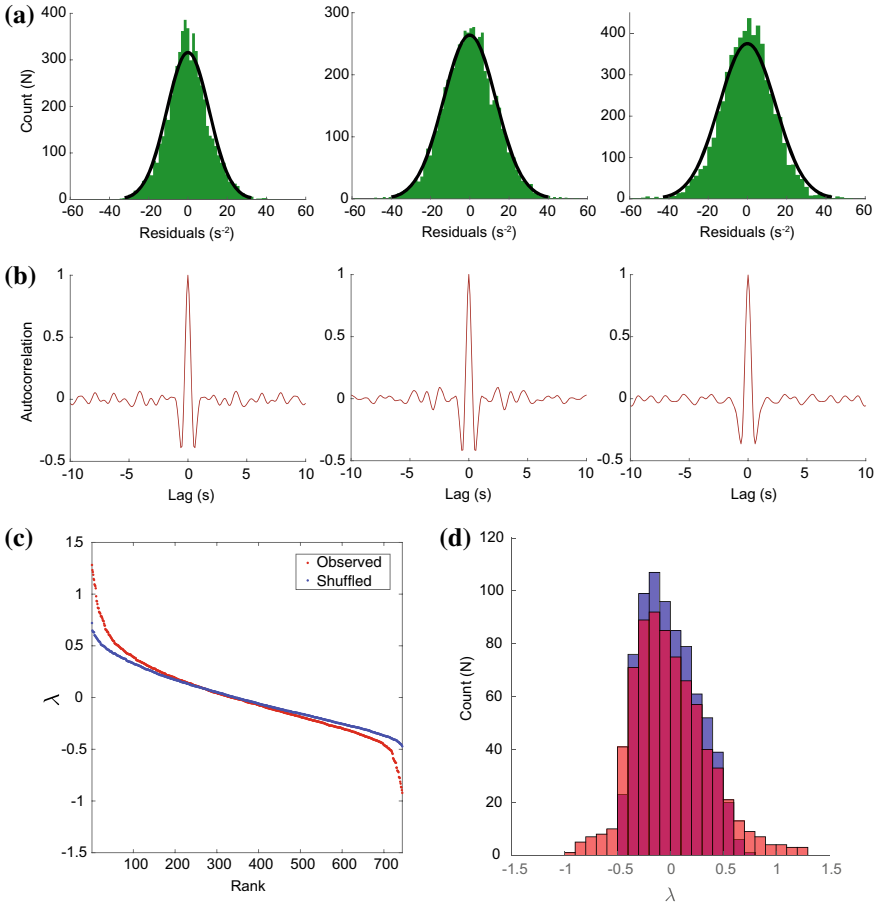 (a)
Count (N)
400
300
200
100
0
-60 -40 -20 0 20 40 60
Residuals (s-2)
300
200
100
0
-60 -40 -20 0 20 40 60
Residuals (s-2)
400
300
200
100
0
-60 -40 -20 0 20 40 60
Residuals (s-2)
(b)
Autocorrelation
1
0.5
0
-0.5
-10 -5 0 5 10
Lag (s)
1
0.5
0
-0.5
-10 -5 0 5 10
Lag (s)
1
0.5
0
-0.5
-10 -5 0 5 10
Lag (s)
(c)
λ
1.5
1
0.5
0
-0.5
-1
-1.5
100 200 300 400 500 600 700
Rank
Observed
Shuffled
(d)
Count (N)
120
100
80
60
40
20
0
-1.5 -1 -0.5 0 0.5 1 1.5
λ